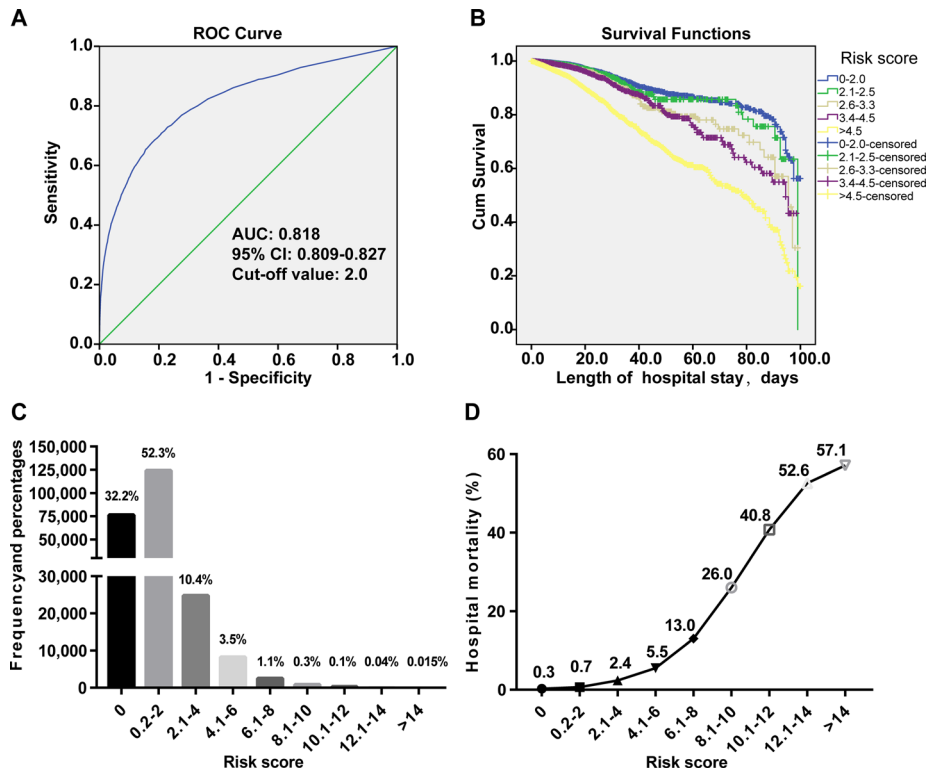 A
ROC Curve
1.0
0.8
0.6
0.4
0.2
0.0
Sensitivity
AUC: 0.818
95% CI: 0.809-0.827
Cut-off value: 2.0
0.0 0.2 0.4 0.6 0.8 1.0
1 - Specificity
B
Survival Functions
1.0
0.8
0.6
0.4
0.2
0.0
Cum Survival
0.0 20.0 40.0 60.0 80.0 100.0
Length of hospital stay, days
Risk score
0-2.0
2.1-2.5
2.6-3.3
3.4-4.5
>4.5
0-2.0-censored
2.1-2.5-censored
2.6-3.3-censored
3.4-4.5-censored
>4.5-censored
C
Frequencyand percentages
150,000
125,000
100,000
75,000
50,000
30,000
20,000
10,000
0
32.2%
52.3%
10.4%
3.5%
1.1%
0.3%
0.1%
0.04%
0.015%
0
0.2-2
2.1-4
4.1-6
6.1-8
8.1-10
10.1-12
12.1-14
>14
Risk score
D
Hospital mortality (%)
60
40
20
0
0.3
0.7
2.4
5.5
13.0
26.0
40.8
52.6
57.1
0
0.2-2
2.1-4
4.1-6
6.1-8
8.1-10
10.1-12
12.1-14
>14
Risk score